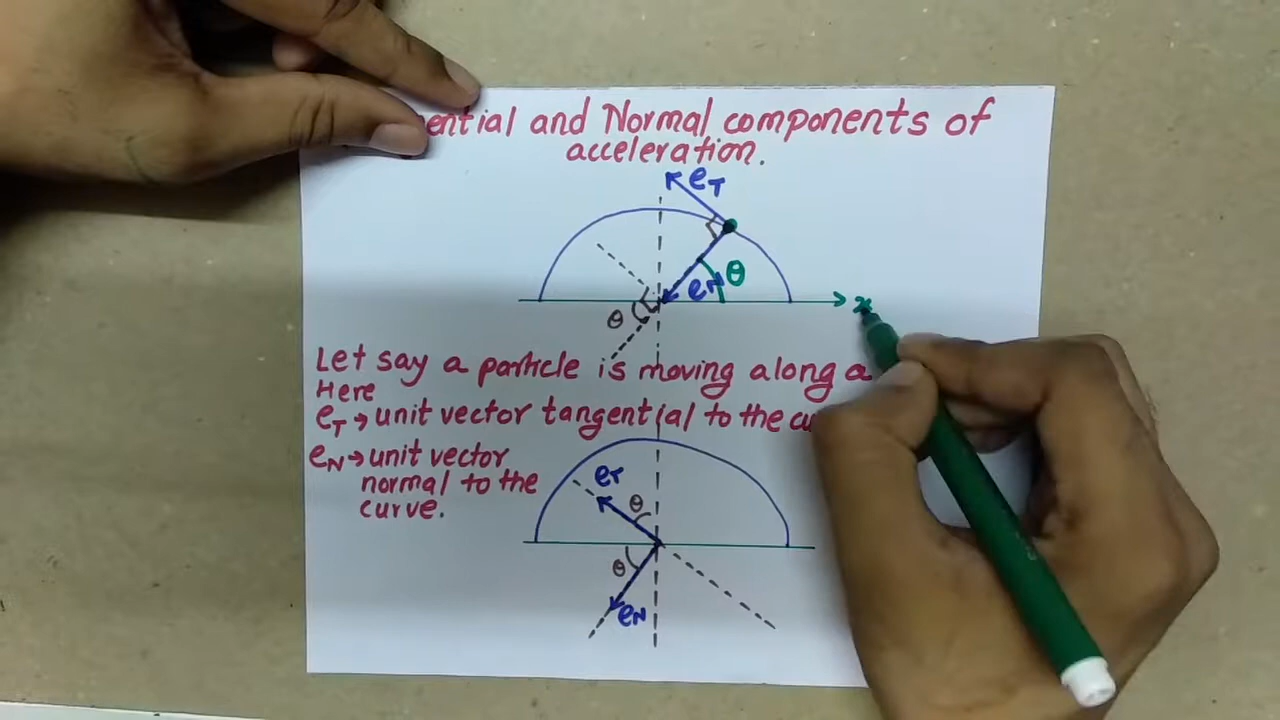 ential and Normal components of
acceleration.
eT
θ
eN
x
θ
Let say a particle is moving along a
Here
eT → unit vector tangential to the cu
eN → unit vector
normal to the
curve.
eT
θ
θ
eN